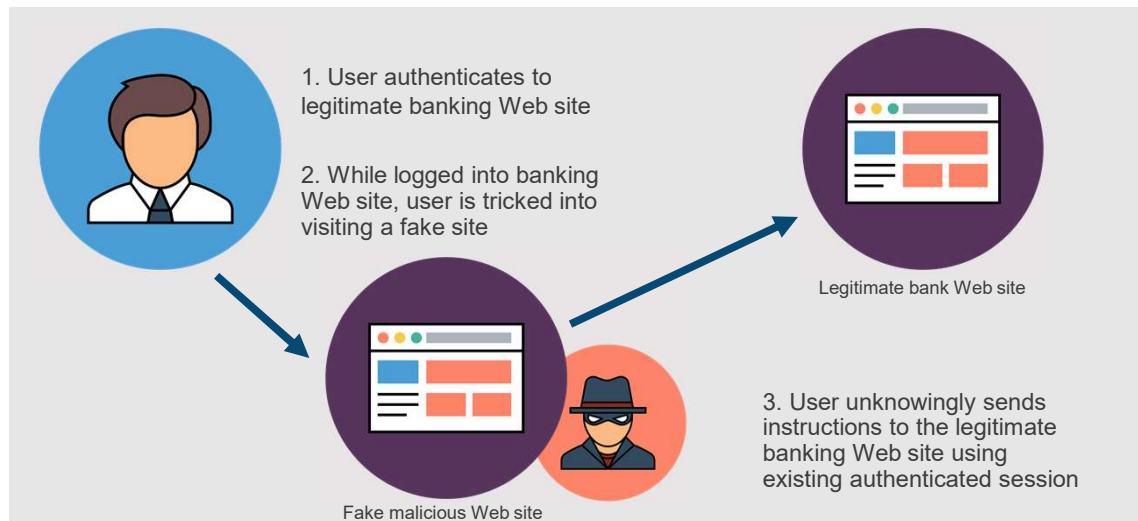 1. User authenticates to
legitimate banking Web site
2. While logged into banking
Web site, user is tricked into
visiting a fake site
Legitimate bank Web site
3. User unknowingly sends
instructions to the legitimate
banking Web site using
existing authenticated session
Fake malicious Web site